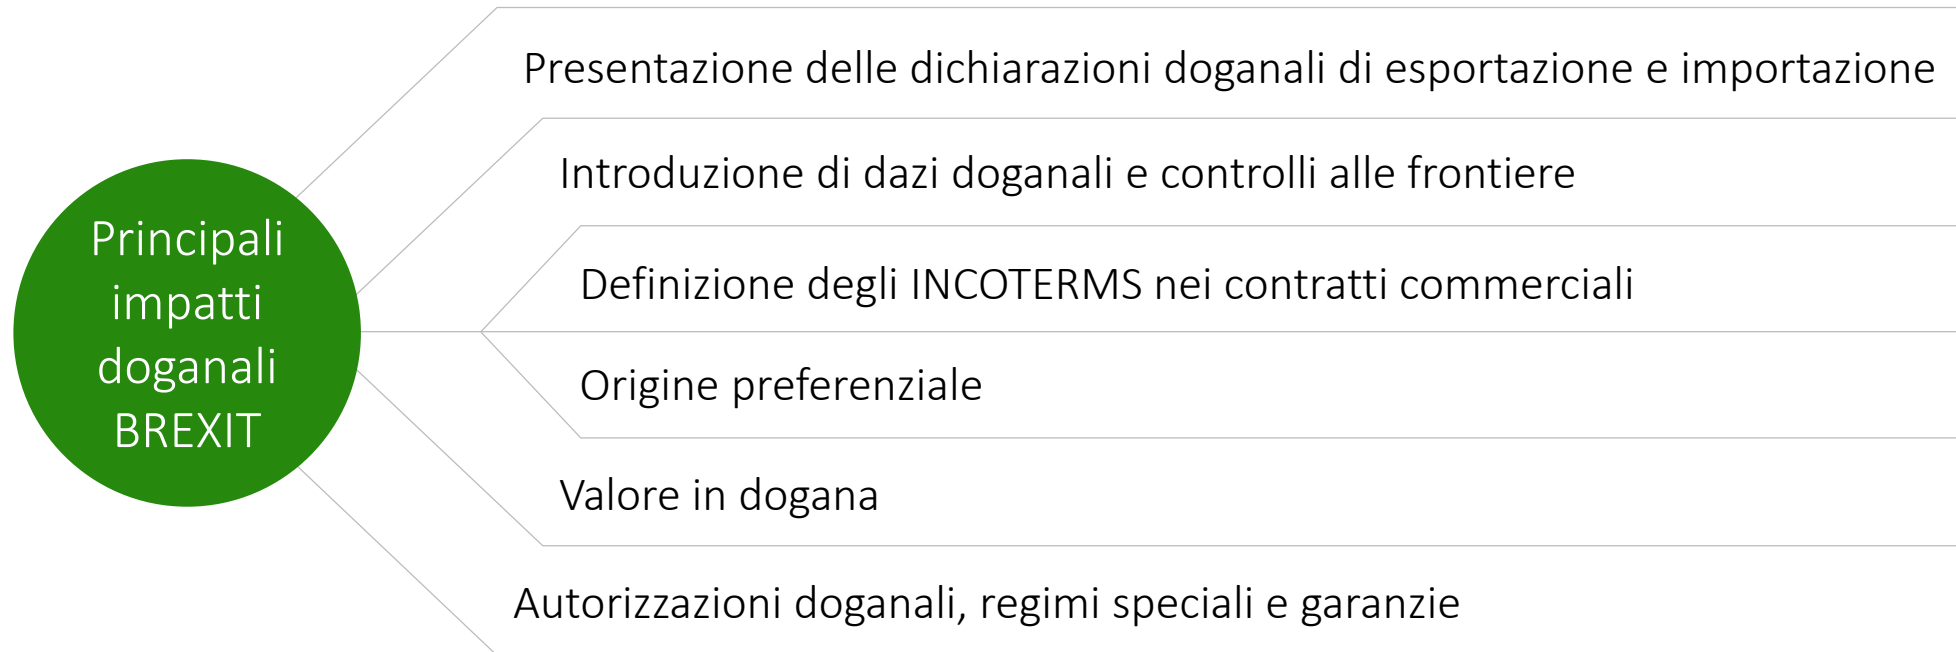 Principali
impatti
doganali
BREXIT
Presentazione delle dichiarazioni doganali di esportazione e importazione
Introduzione di dazi doganali e controlli alle frontiere
Definizione degli INCOTERMS nei contratti commerciali
Origine preferenziale
Valore in dogana
Autorizzazioni doganali, regimi speciali e garanzie